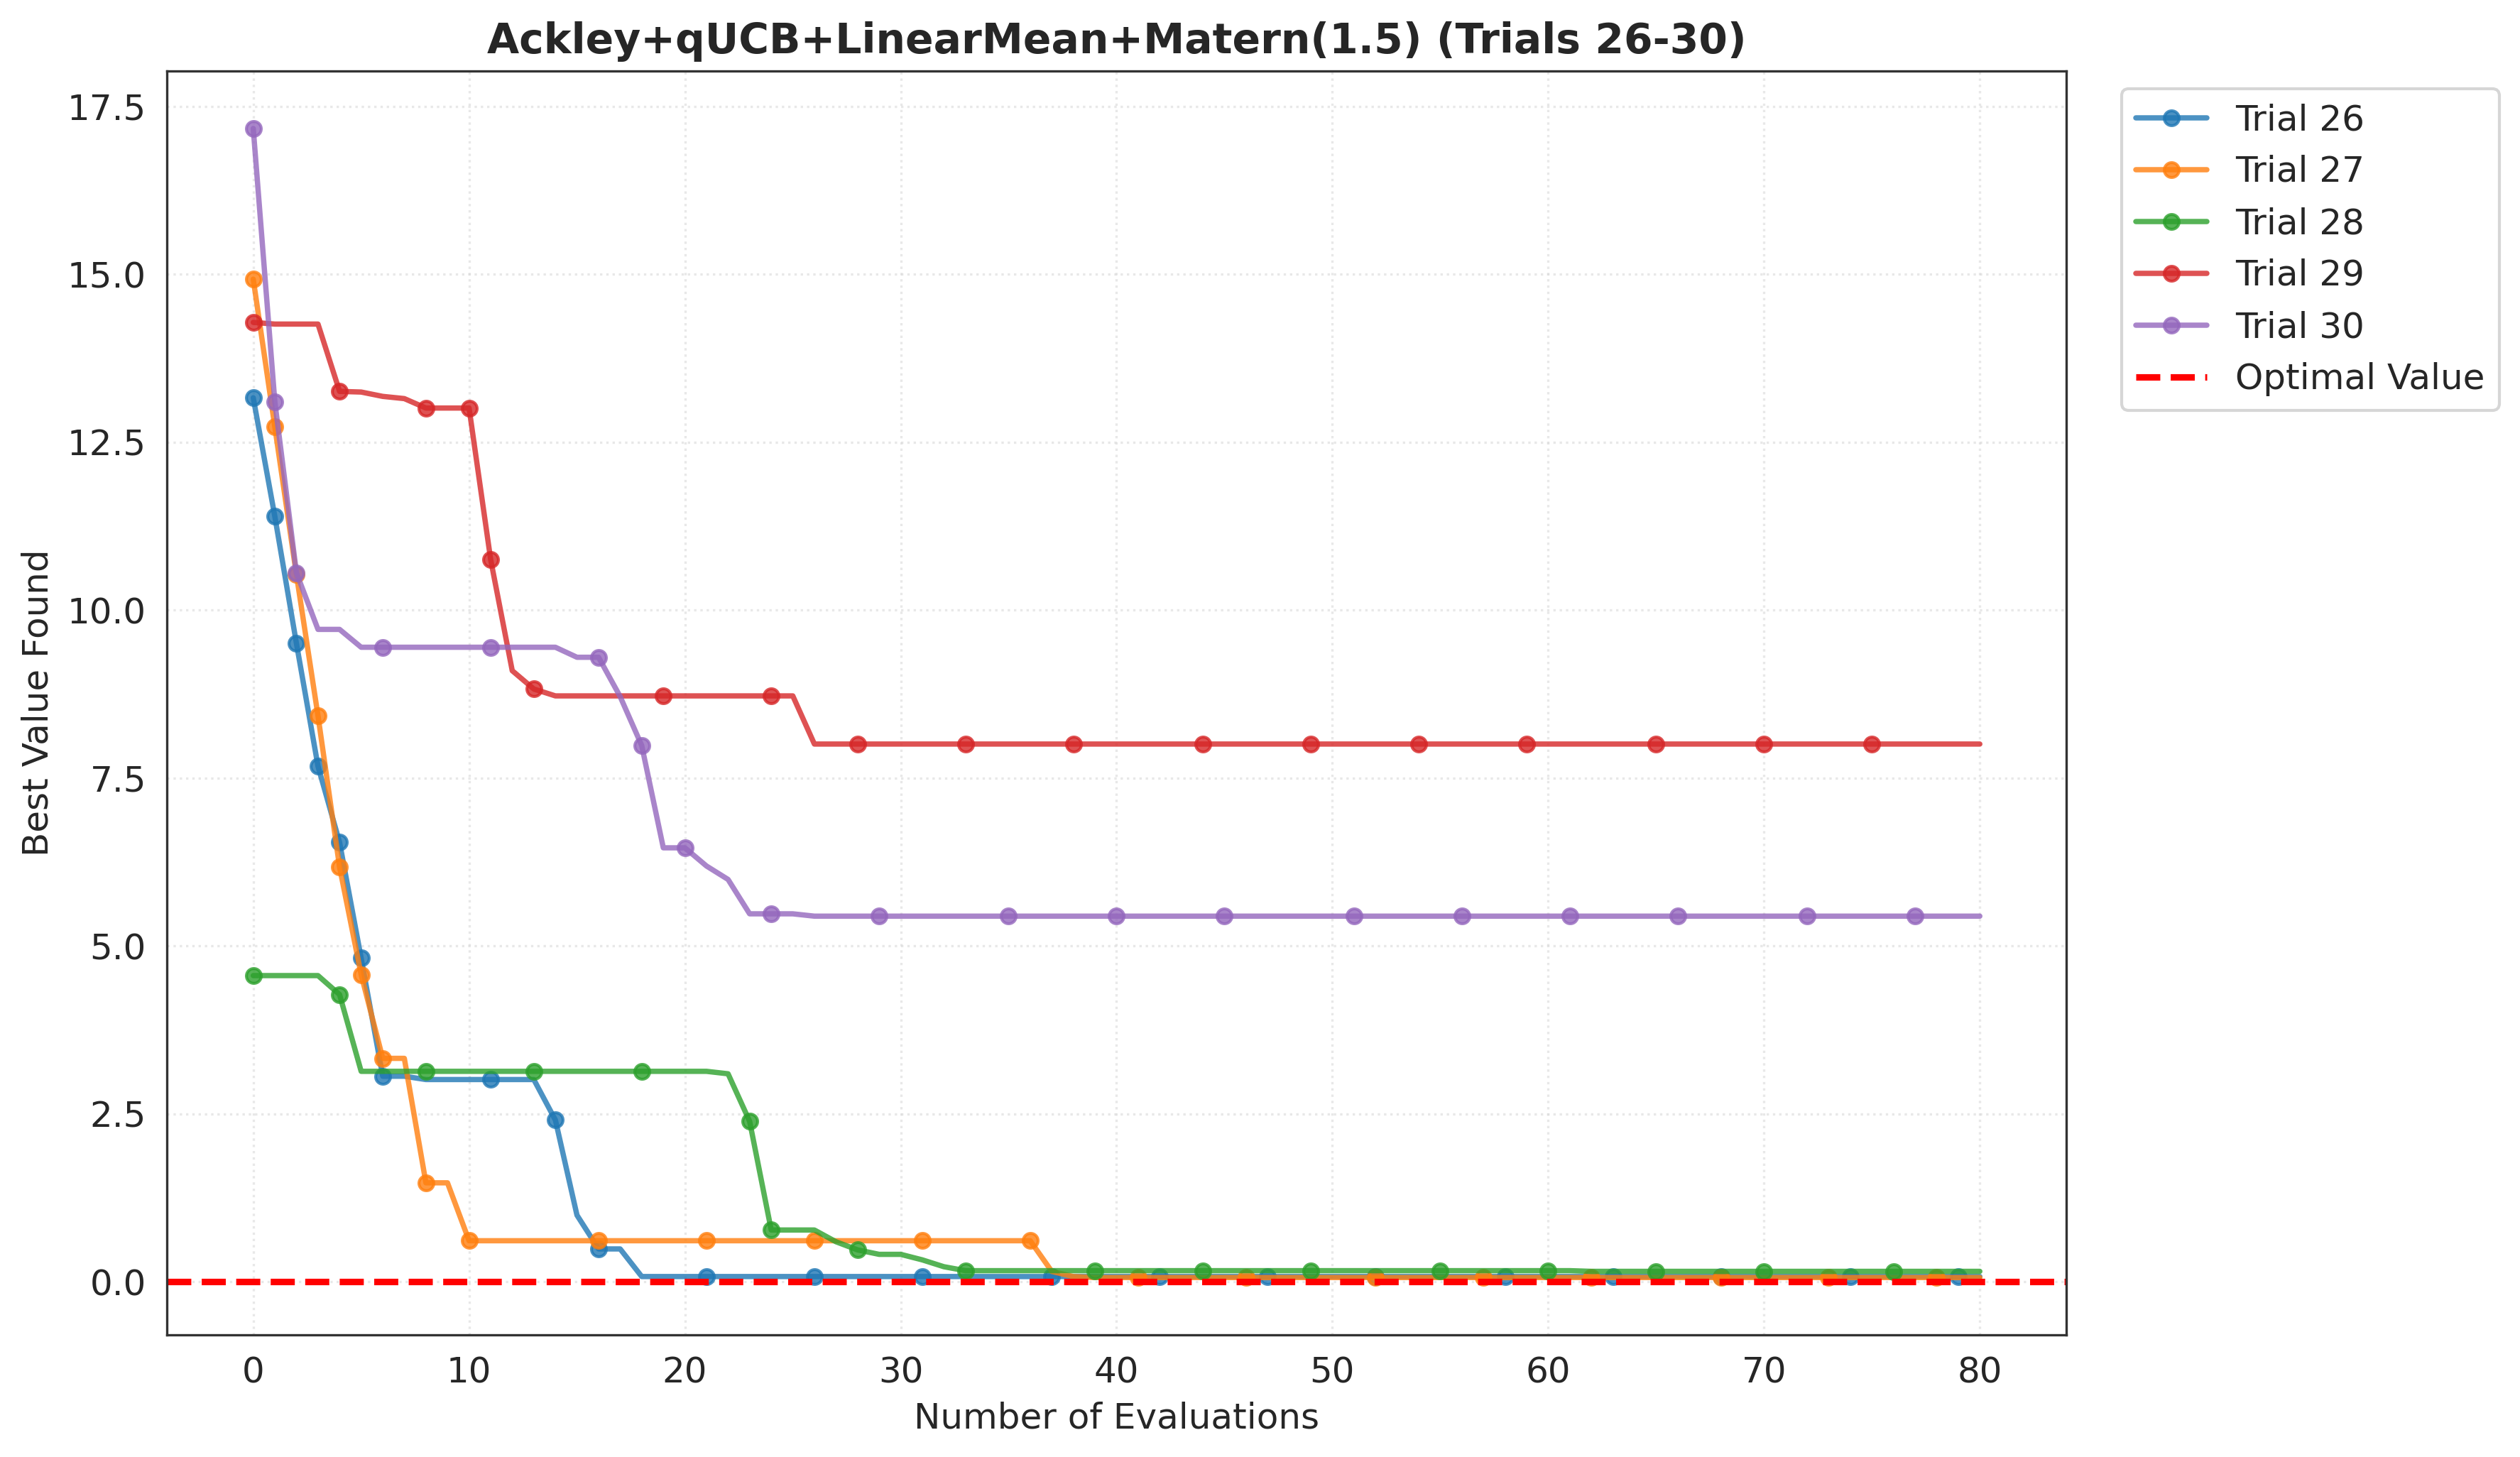 Ackley+qUCB+LinearMean+Matern(1.5) (Trials 26-30)
17.5
15.0
12.5
10.0
7.5
5.0
2.5
0.0
Best Value Found
0 10 20 30 40 50 60 70 80
Number of Evaluations
Trial 26
Trial 27
Trial 28
Trial 29
Trial 30
Optimal Value